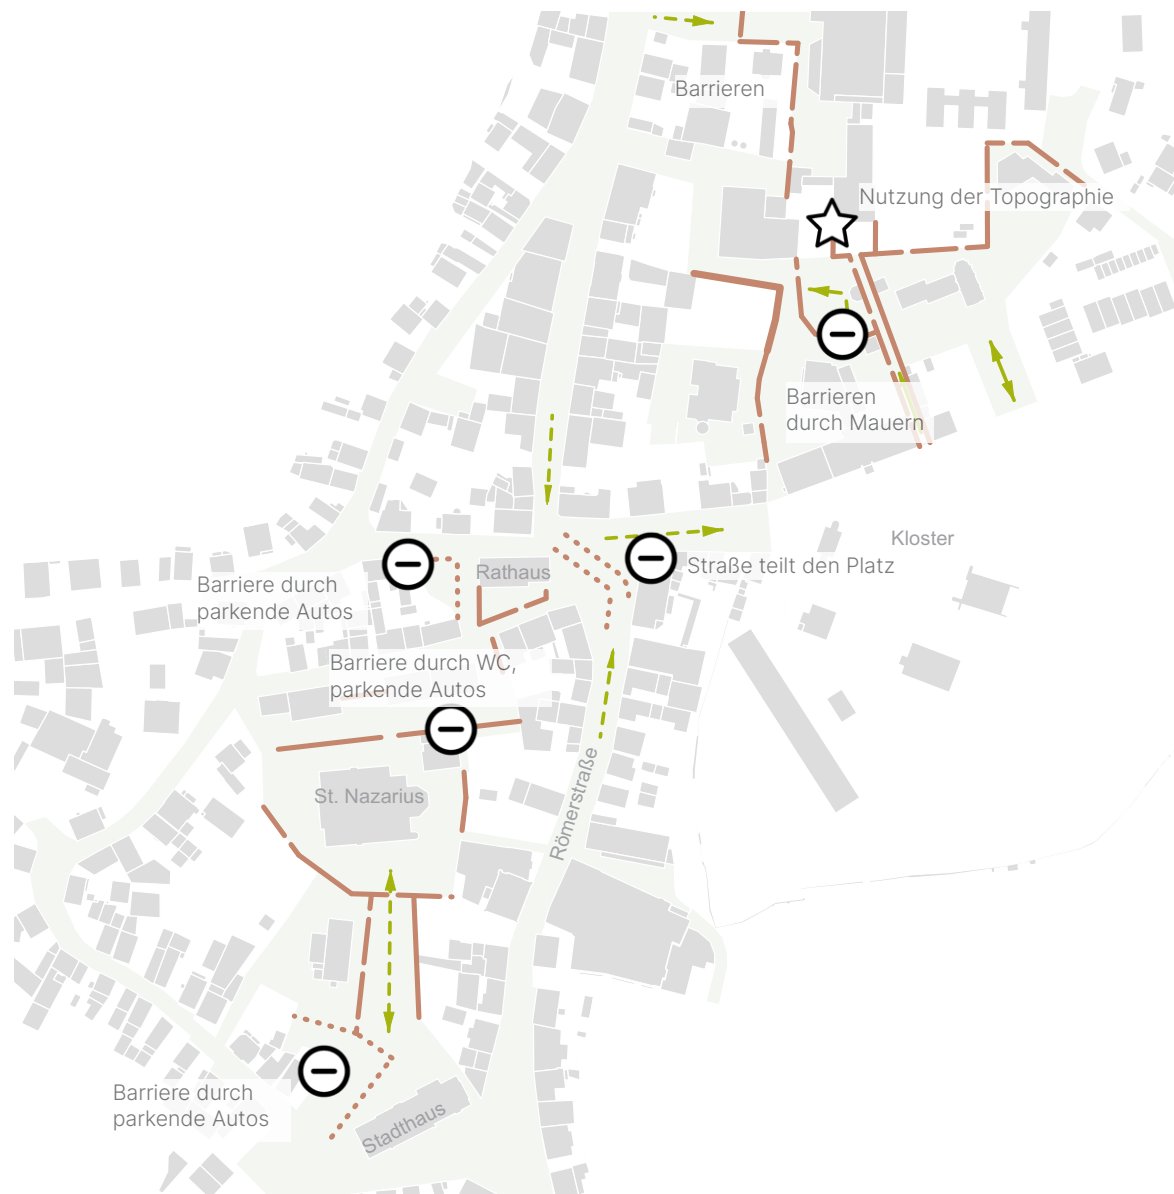 Barrieren
Nutzung der Topographie
Barrieren
durch Mauern
Kloster
Straße teilt den Platz
Rathaus
Barriere durch
parkende Autos
Barriere durch WC,
parkende Autos
St. Nazarius
Römerstraße
Barriere durch
parkende Autos
Stadthaus